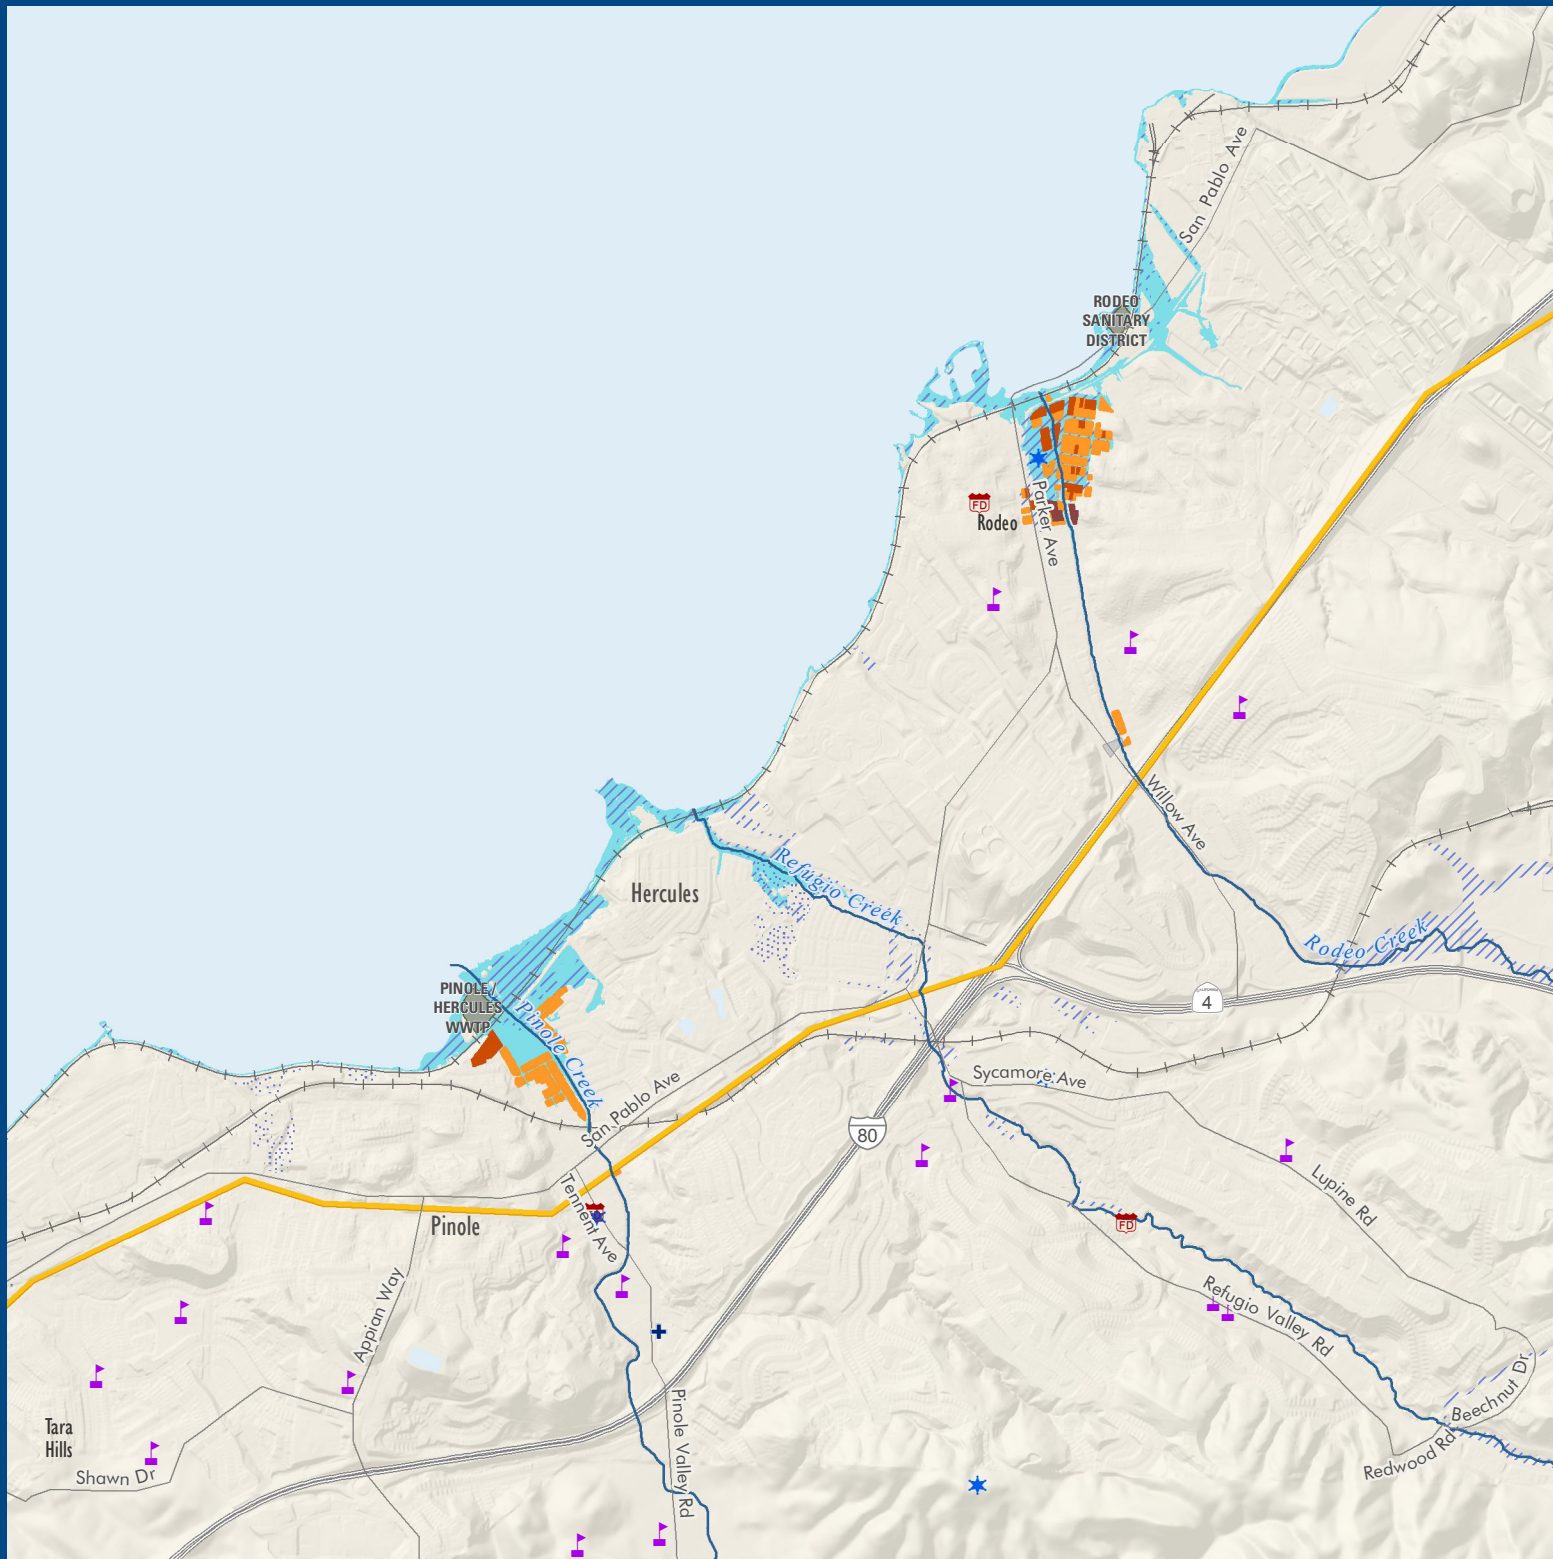 San Pablo Ave
RODEO
SANITARY
DISTRICT
Parker Ave
FD
Rodeo
Willow Ave
Refugio Creek
Hercules
Rodeo Creek
PINOLE /
HERCULES
WWTP
Pinole Creek
CALIFORNIA
4
Sycamore Ave
San Pablo Ave
80
Lupine Rd
Tennent Ave
Pinole
FD
Appian Way
Refugio Valley Rd
Beechnut Dr
Tara
Hills
Pinole Valley Rd
Redwood Rd
Shawn Dr